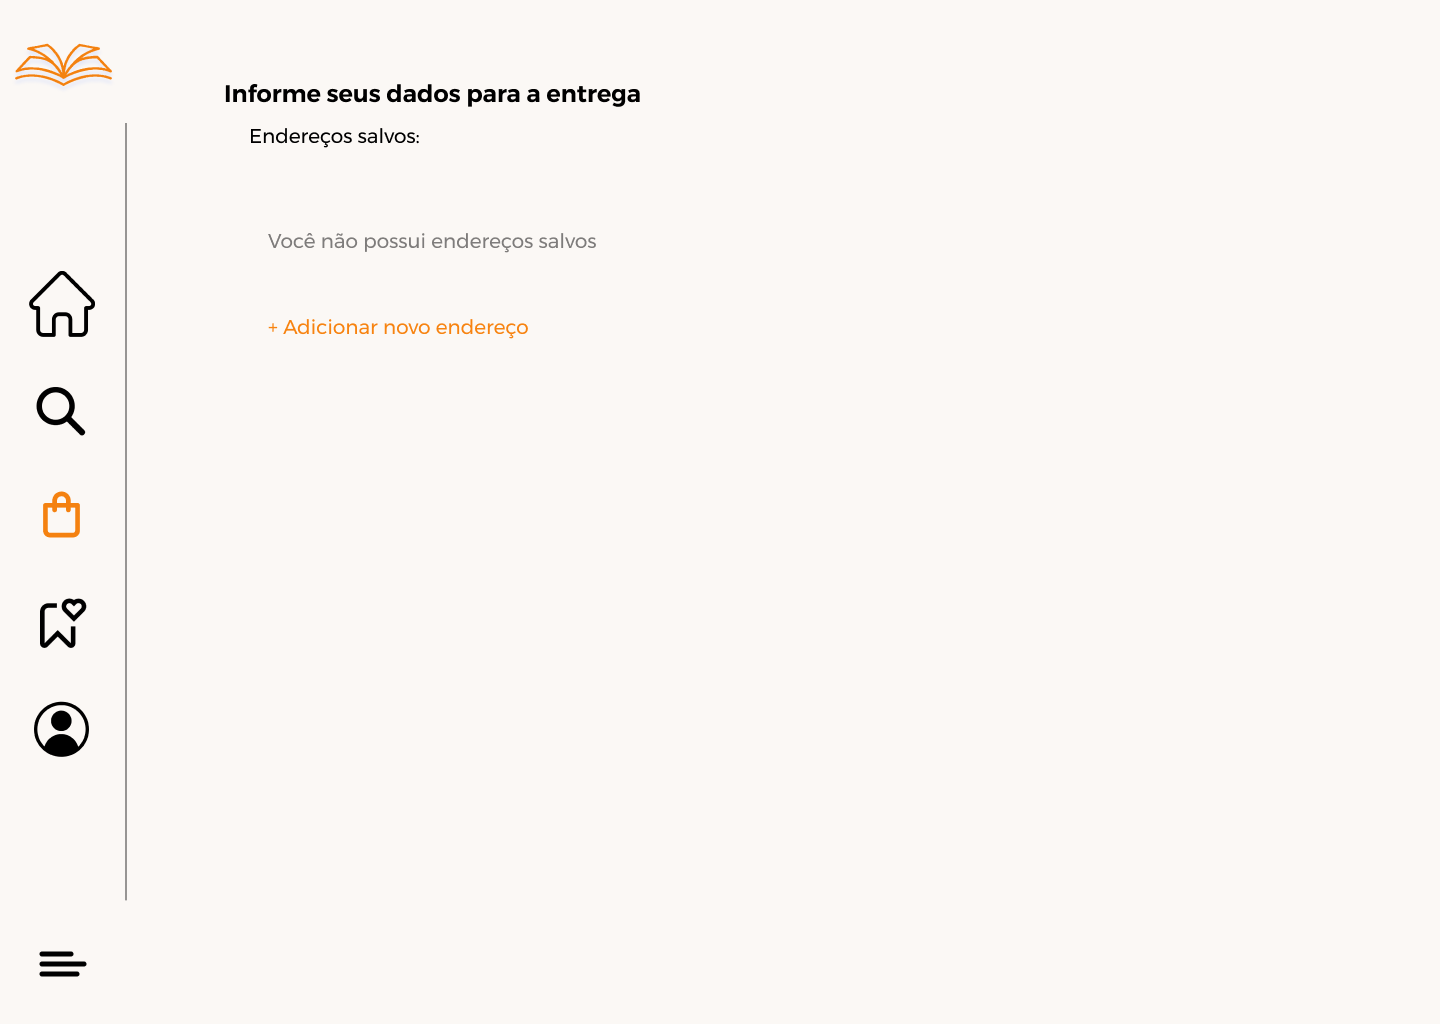 Informe seus dados para a entrega
Endereços salvos:
Você não possui endereços salvos
+ Adicionar novo endereço